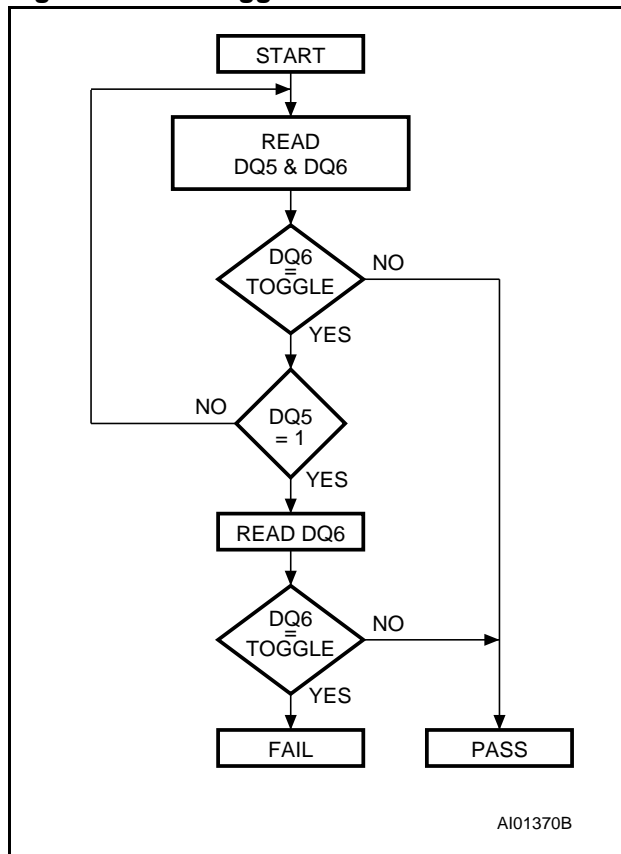 START
READ
DQ5 & DQ6
DQ6
=
TOGGLE
NO
YES
NO
DQ5
= 1
YES
READ DQ6
DQ6
=
TOGGLE
NO
YES
FAIL
PASS
AI01370B